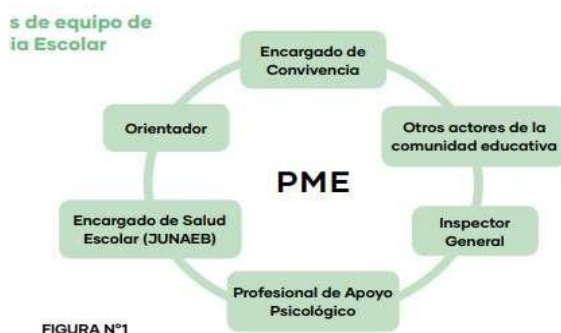 s de equipo de
ia Escolar
Encargado de
Convivencia
Orientador
Otros actores de la
comunidad educativa
PME
Encargado de Salud
Escolar (JUNAEB)
Inspector
General
Profesional de Apoyo
Psicológico
FIGURA N°1